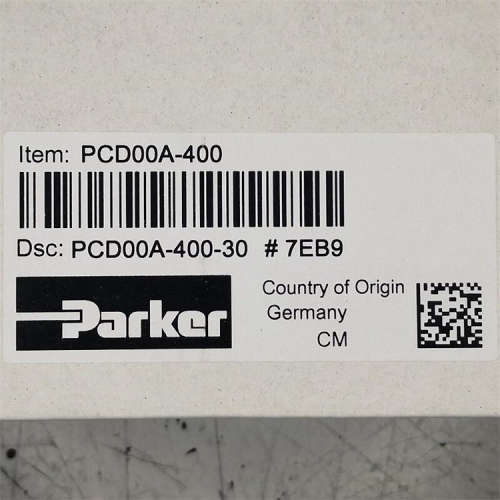 Item: PCD00A-400
Dsc: PCD00A-400-30 # 7EB9
Parker
Country of Origin
Germany
CM